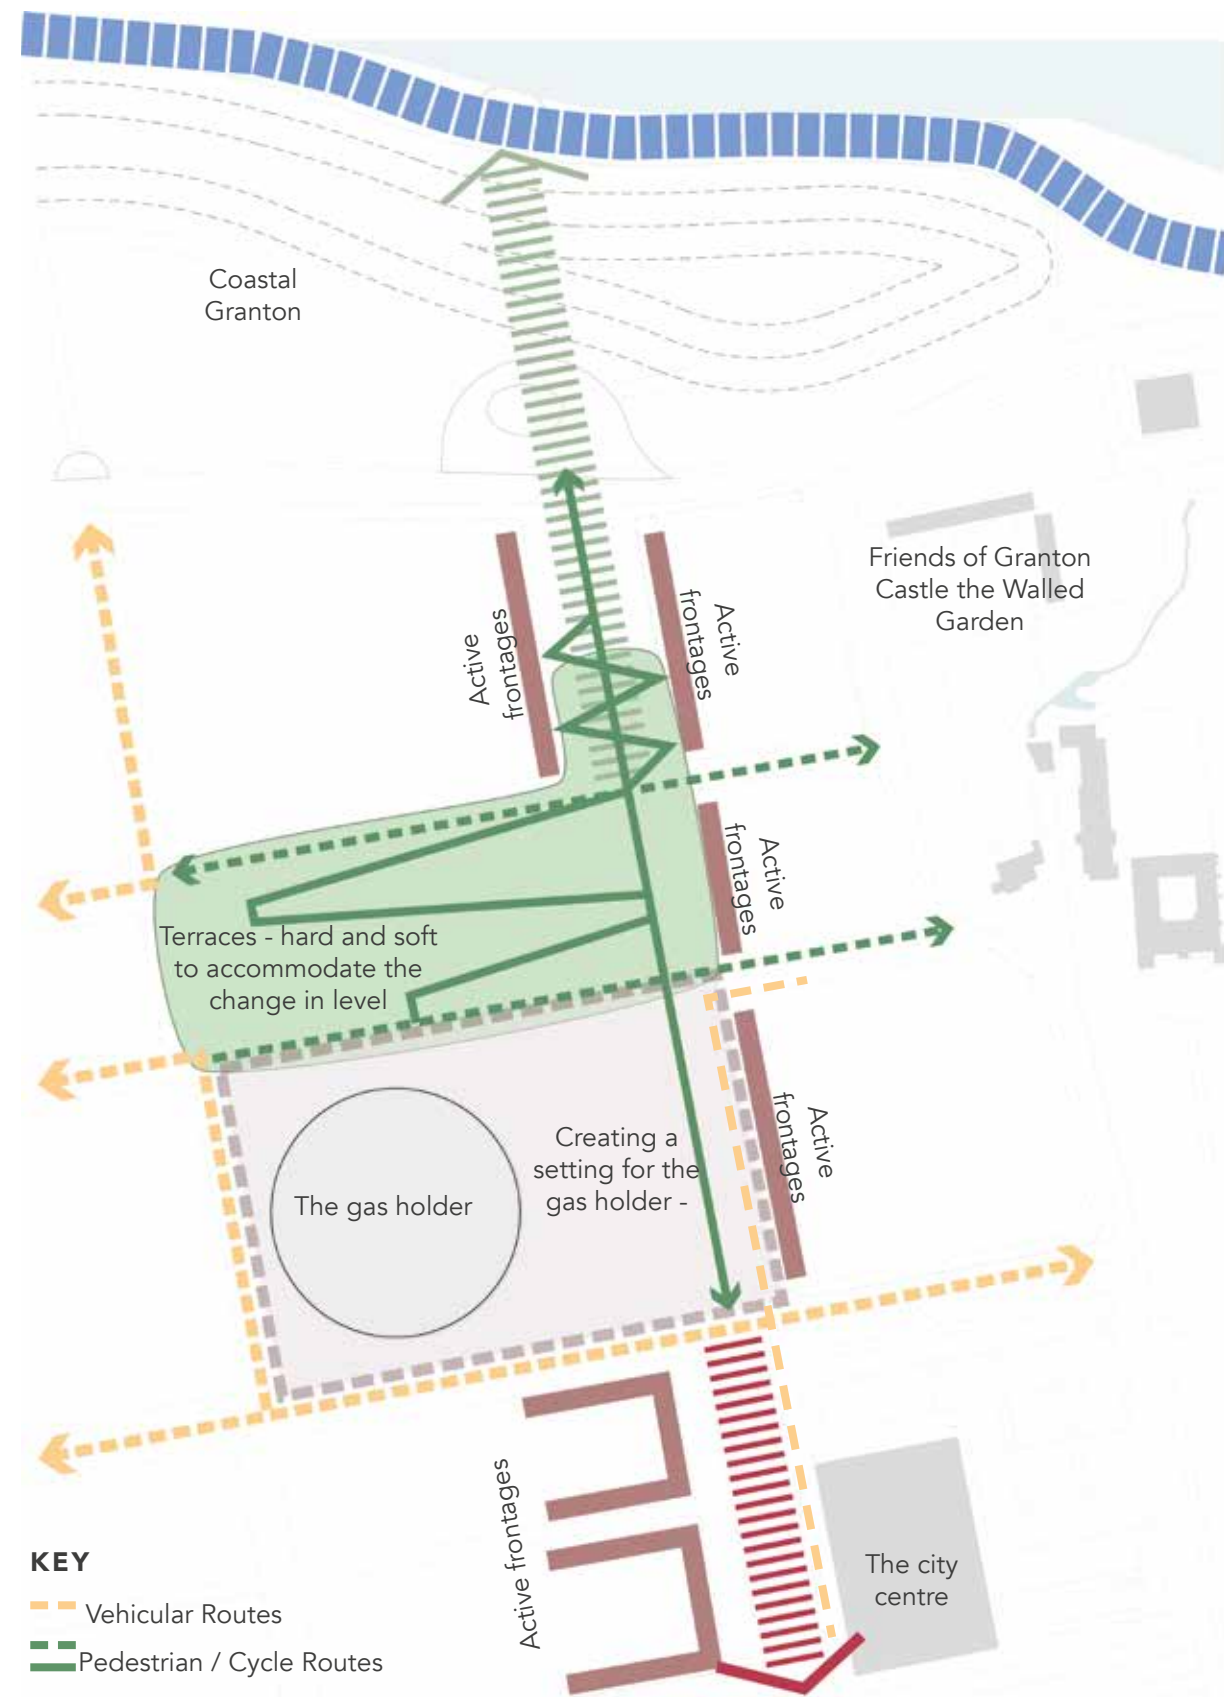 Coastal
Granton
Friends of Granton
Castle the Walled
Garden
Active
frontages
Active
frontages
Active
frontages
Terraces - hard and soft
to accommodate the
change in level
Creating a
setting for the
gas holder -
The gas holder
Active
frontages
Active frontages
The city
centre
KEY
Vehicular Routes
Pedestrian / Cycle Routes